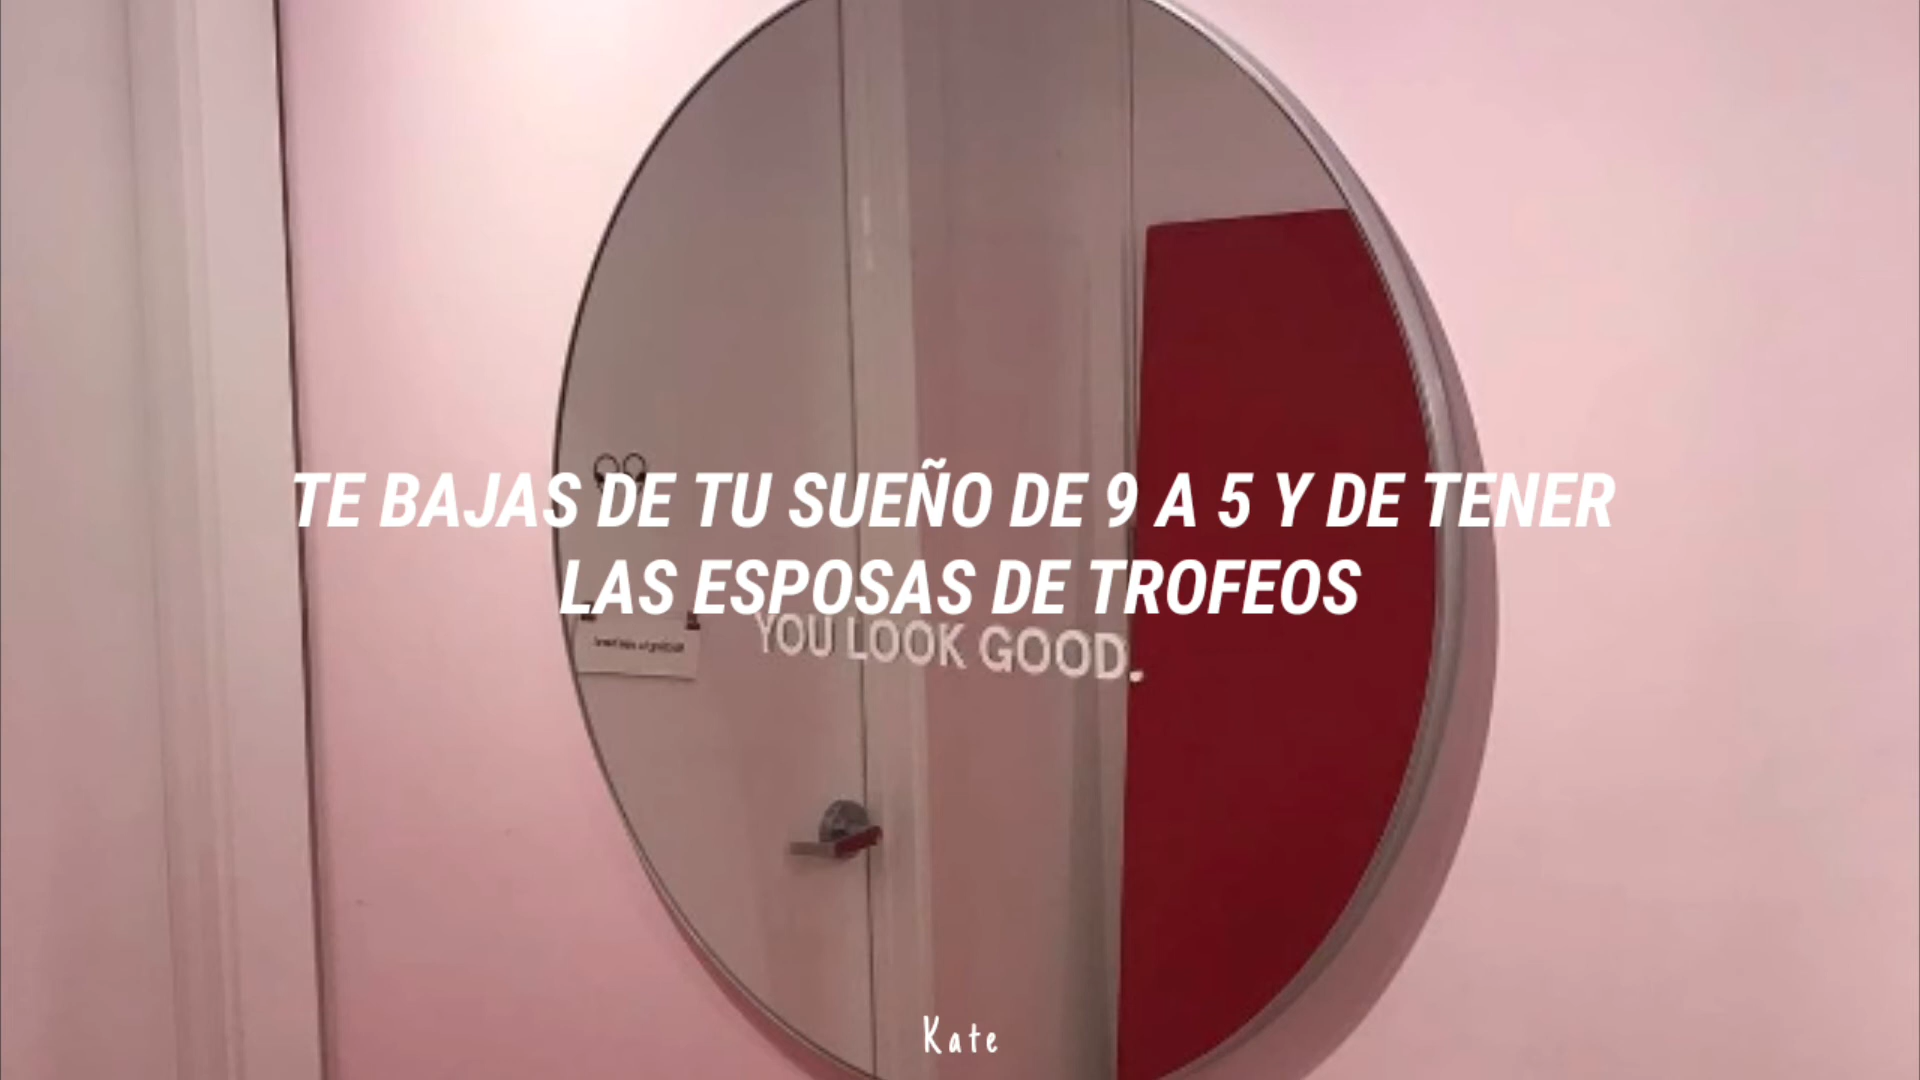 TE BAJAS DE TU SUEÑO DE 9 A 5 Y DE TENER
LAS ESPOSAS DE TROFEOS
YOU LOOK GOOD.
Kate